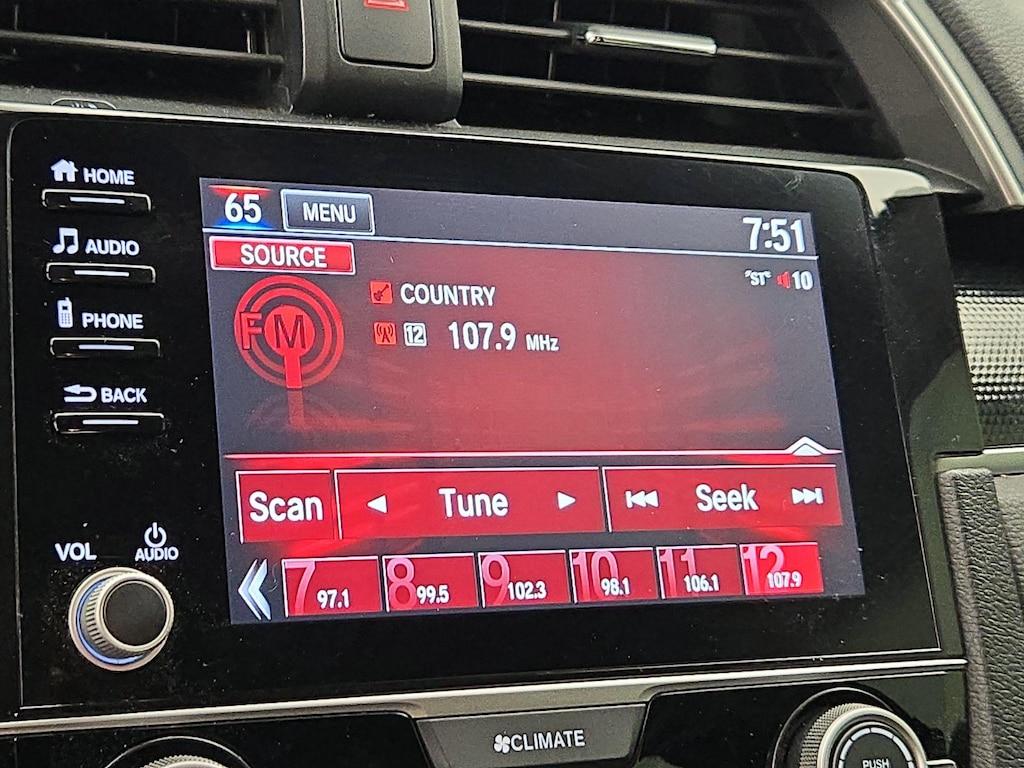 HOME
AUDIO
PHONE
BACK
VOL
AUDIO
65 MENU 7:51
SOURCE
"ST" 10
FM
COUNTRY
12 107.9 MHz
Scan Tune Seek
7 97.1 8 99.5 9 102.3 10 98.1 11 106.1 12 107.9
CLIMATE
PUSH